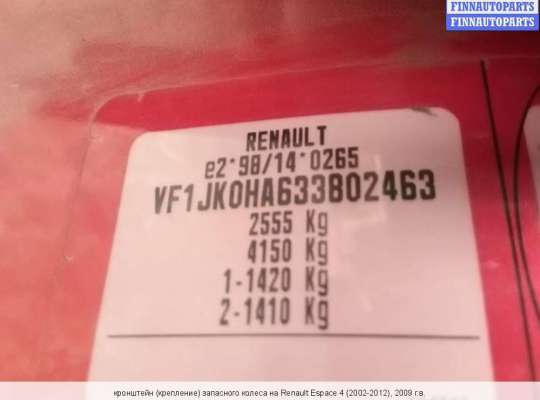 FINNAUTOPARTS
FINNAUTOPARTS
RENAULT
e2*98/14*0265
VF1JK0HA633802463
2555 Kg
4150 Kg
1-1420 Kg
2-1410 Kg
кронштейн (крепление) запасного колеса на Renault Espace 4 (2002-2012), 2009 г.в.